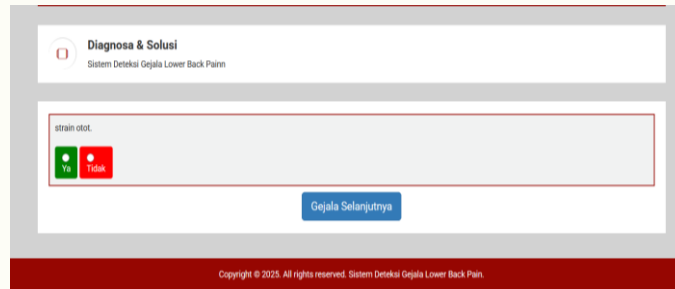 Diagnosa & Solusi
Sistem Deteksi Gejala Lower Back Painn
strain otot.
Ya
Tidak
Gejala Selanjutnya
Copyright © 2025. All rights reserved. Sistem Deteksi Gejala Lower Back Pain.